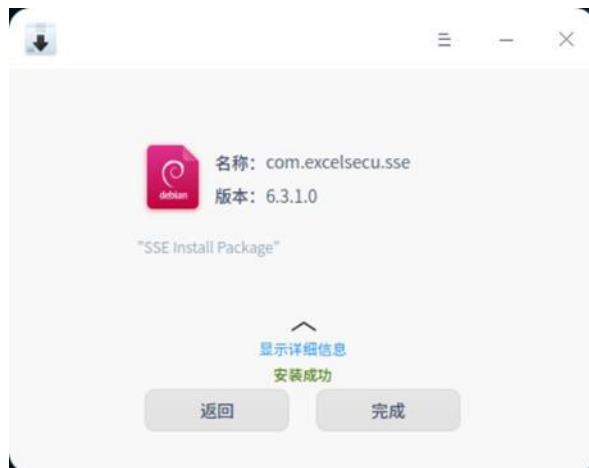 debian
名称：com.excelsecu.sse
版本：6.3.1.0
"SSE Install Package"
显示详细信息
安装成功
返回
完成